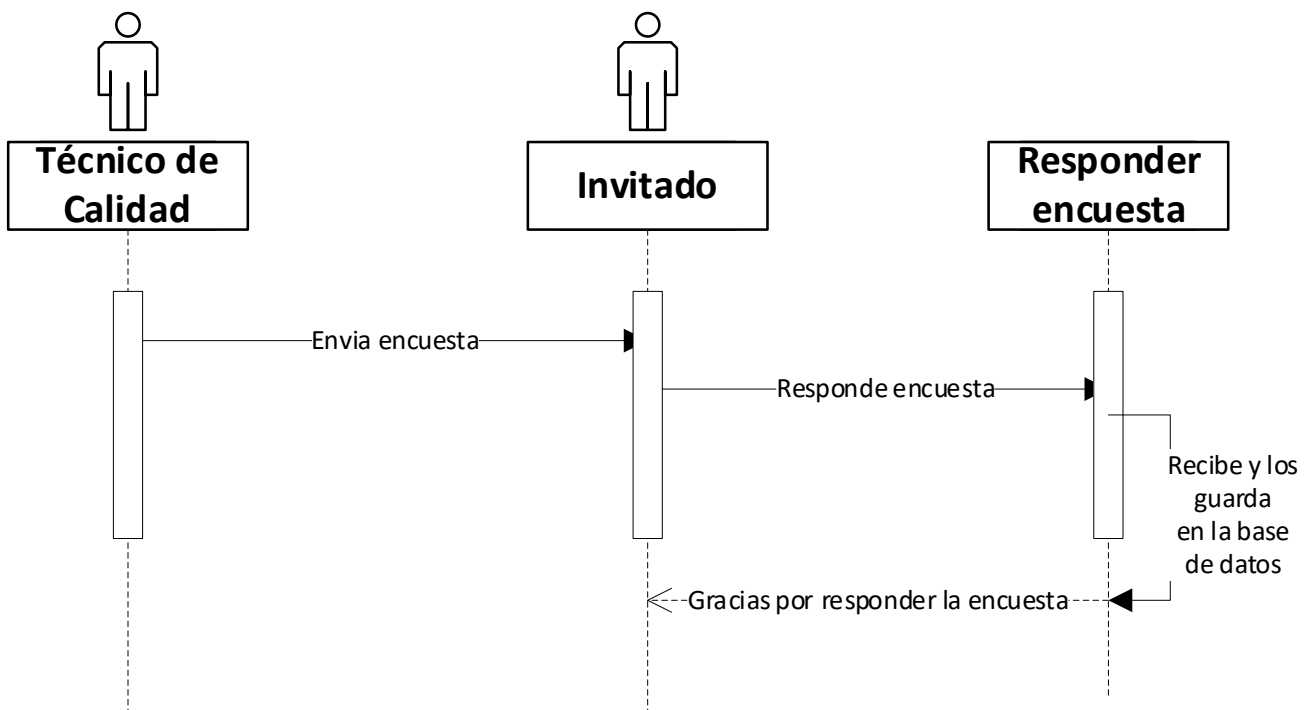 Técnico de
Calidad
Invitado
Responder
encuesta
Envia encuesta
Responde encuesta
Recibe y los
guarda
en la base
de datos
Gracias por responder la encuesta